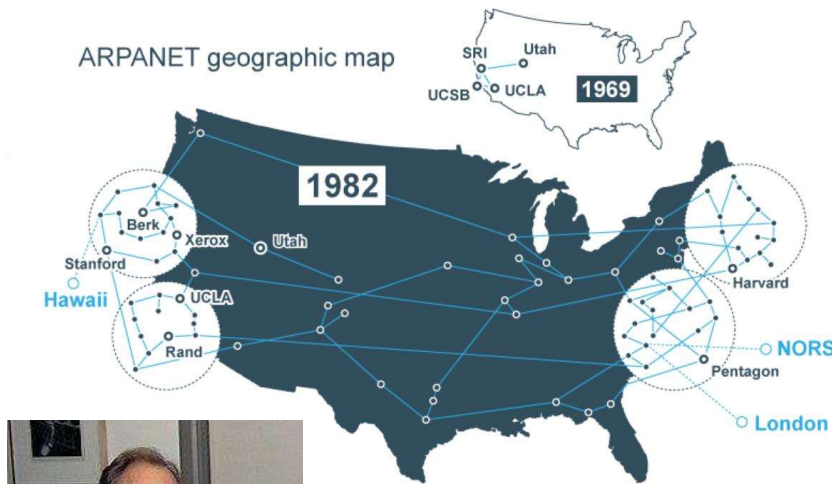 ARPANET geographic map
SRI
Utah
UCSB
UCLA
1969
1982
Berk
Xerox
Utah
Stanford
Hawaii
UCLA
Rand
Harvard
NORS
Pentagon
London